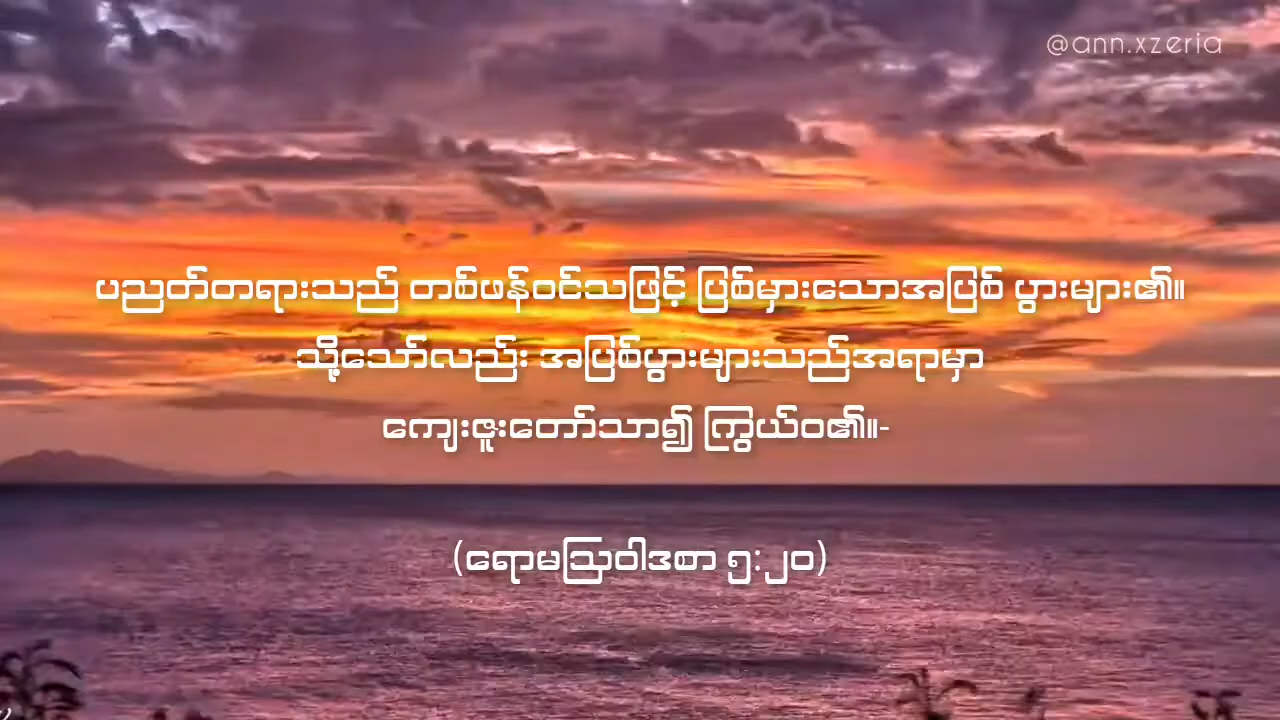 @ann.xzeria
ပညတ်တရားသည် တစ်ဖန်ဝင်သဖြင့် ပြစ်မှားသောအပြစ် ပွားများ၏။
သို့သော်လည်း အပြစ်ပွားများသည်အရာမှာ
ကျေးဇူးတော်သာ၍ ကြွယ်ဝ၏။-
(ရောမဩဝါဒစာ ၅:၂၀)